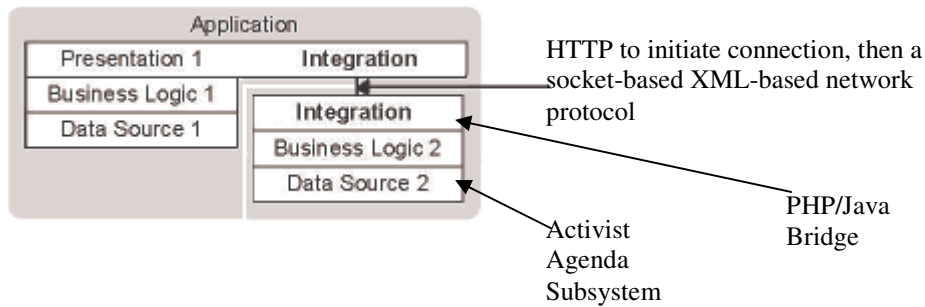 Application
Presentation 1
Integration
Business Logic 1
Data Source 1
Integration
Business Logic 2
Data Source 2
HTTP to initiate connection, then a
socket-based XML-based network
protocol
PHP/Java
Bridge
Activist
Agenda
Subsystem